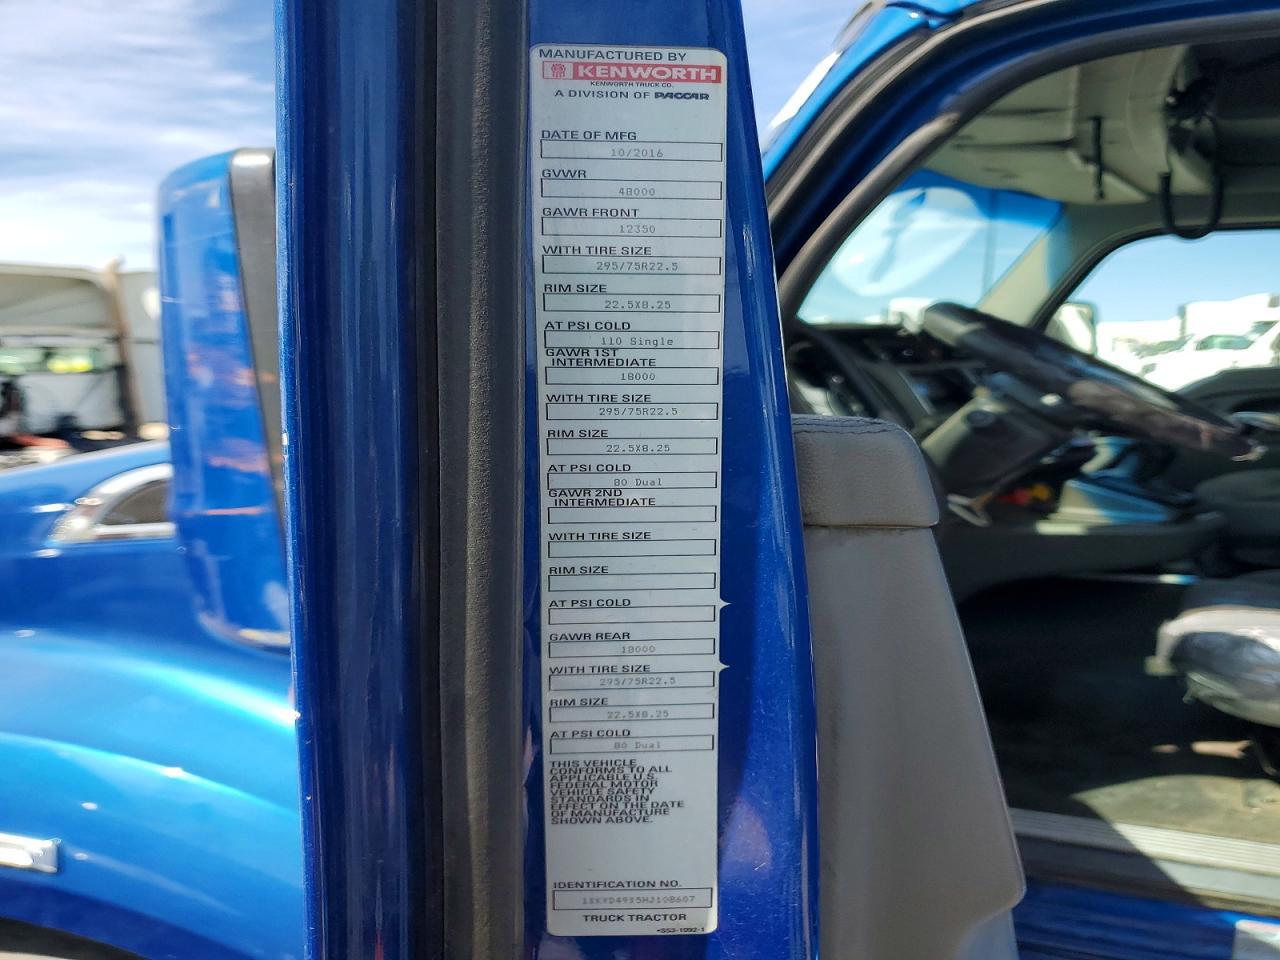 MANUFACTURED BY
KENWORTH
KENWORTH TRUCK CO.
A DIVISION OF PACCAR
DATE OF MFG
10/2016
GVWR
48000
GAWR FRONT
12350
WITH TIRE SIZE
295/75R22.5
RIM SIZE
22.5X8.25
AT PSI COLD
110 Single
GAWR 1ST
INTERMEDIATE
18000
WITH TIRE SIZE
295/75R22.5
RIM SIZE
22.5X8.25
AT PSI COLD
80 Dual
GAWR 2ND
INTERMEDIATE
WITH TIRE SIZE
RIM SIZE
AT PSI COLD
GAWR REAR
18000
WITH TIRE SIZE
295/75R22.5
RIM SIZE
22.5X8.25
AT PSI COLD
80 Dual
THIS VEHICLE
CONFORMS TO ALL
APPLICABLE U.S.
FEDERAL MOTOR
VEHICLE SAFETY
STANDARDS IN
EFFECT ON THE DATE
OF MANUFACTURE
SHOWN ABOVE.
IDENTIFICATION NO.
TRUCK TRACTOR
*S53-1092-1